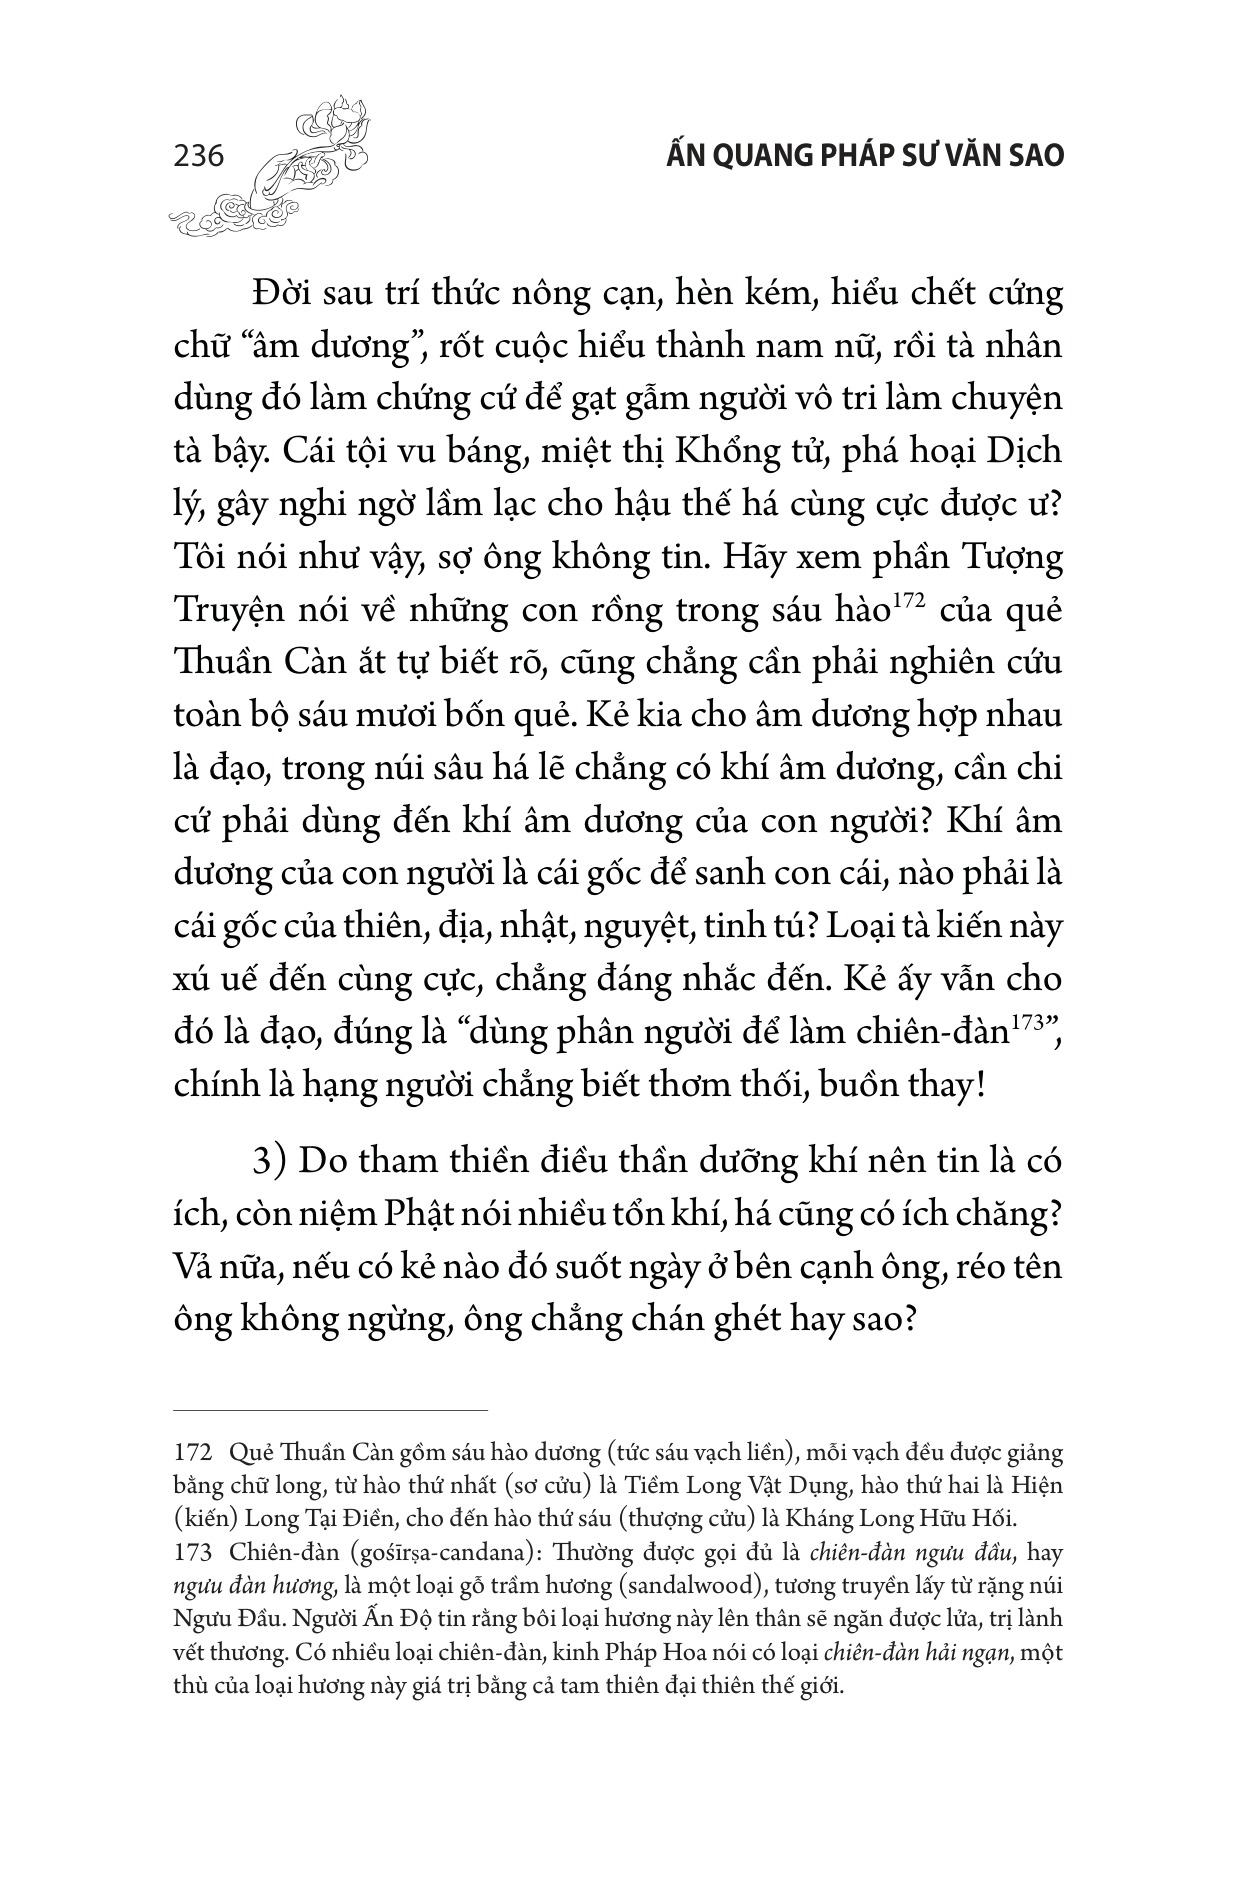 236
ẤN QUANG PHÁP SƯ VĂN SAO
Đời sau trí thức nông cạn, hèn kém, hiểu chết cứng
chữ “âm dương”, rốt cuộc hiểu thành nam nữ, rồi tà nhân
dùng đó làm chứng cứ để gạt gẫm người vô tri làm chuyện
tà bậy. Cái tội vu báng, miệt thị Khổng tử, phá hoại Dịch
lý, gây nghi ngờ lầm lạc cho hậu thế há cùng cực được ư?
Tôi nói như vậy, sợ ông không tin. Hãy xem phần Tượng
Truyện nói về những con rồng trong sáu hào172 của quẻ
Thuần Càn ắt tự biết rõ, cũng chẳng cần phải nghiên cứu
toàn bộ sáu mươi bốn quẻ. Kẻ kia cho âm dương hợp nhau
là đạo, trong núi sâu há lẽ chẳng có khí âm dương, cần chi
cứ phải dùng đến khí âm dương của con người? Khí âm
dương của con người là cái gốc để sanh con cái, nào phải là
cái gốc của thiên, địa, nhật, nguyệt, tinh tú? Loại tà kiến này
xú uế đến cùng cực, chẳng đáng nhắc đến. Kẻ ấy vẫn cho
đó là đạo, đúng là “dùng phân người để làm chiên-đàn173”,
chính là hạng người chẳng biết thơm thối, buồn thay!
3) Do tham thiền điều thần dưỡng khí nên tin là có
ích, còn niệm Phật nói nhiều tổn khí, há cũng có ích chăng?
Vả nữa, nếu có kẻ nào đó suốt ngày ở bên cạnh ông, réo tên
ông không ngừng, ông chẳng chán ghét hay sao?
172 Quẻ Thuần Càn gồm sáu hào dương (tức sáu vạch liền), mỗi vạch đều được giảng
bằng chữ long, từ hào thứ nhất (sơ cửu) là Tiềm Long Vật Dụng, hào thứ hai là Hiện
(kiến) Long Tại Điền, cho đến hào thứ sáu (thượng cửu) là Kháng Long Hữu Hối.
173 Chiên-đàn (gośīrṣa-candana): Thường được gọi đủ là chiên-đàn ngưu đầu, hay
ngưu đàn hương, là một loại gỗ trầm hương (sandalwood), tương truyền lấy từ rặng núi
Ngưu Đầu. Người Ấn Độ tin rằng bôi loại hương này lên thân sẽ ngăn được lửa, trị lành
vết thương. Có nhiều loại chiên-đàn, kinh Pháp Hoa nói có loại chiên-đàn hải ngạn, một
thù của loại hương này giá trị bằng cả tam thiên đại thiên thế giới.